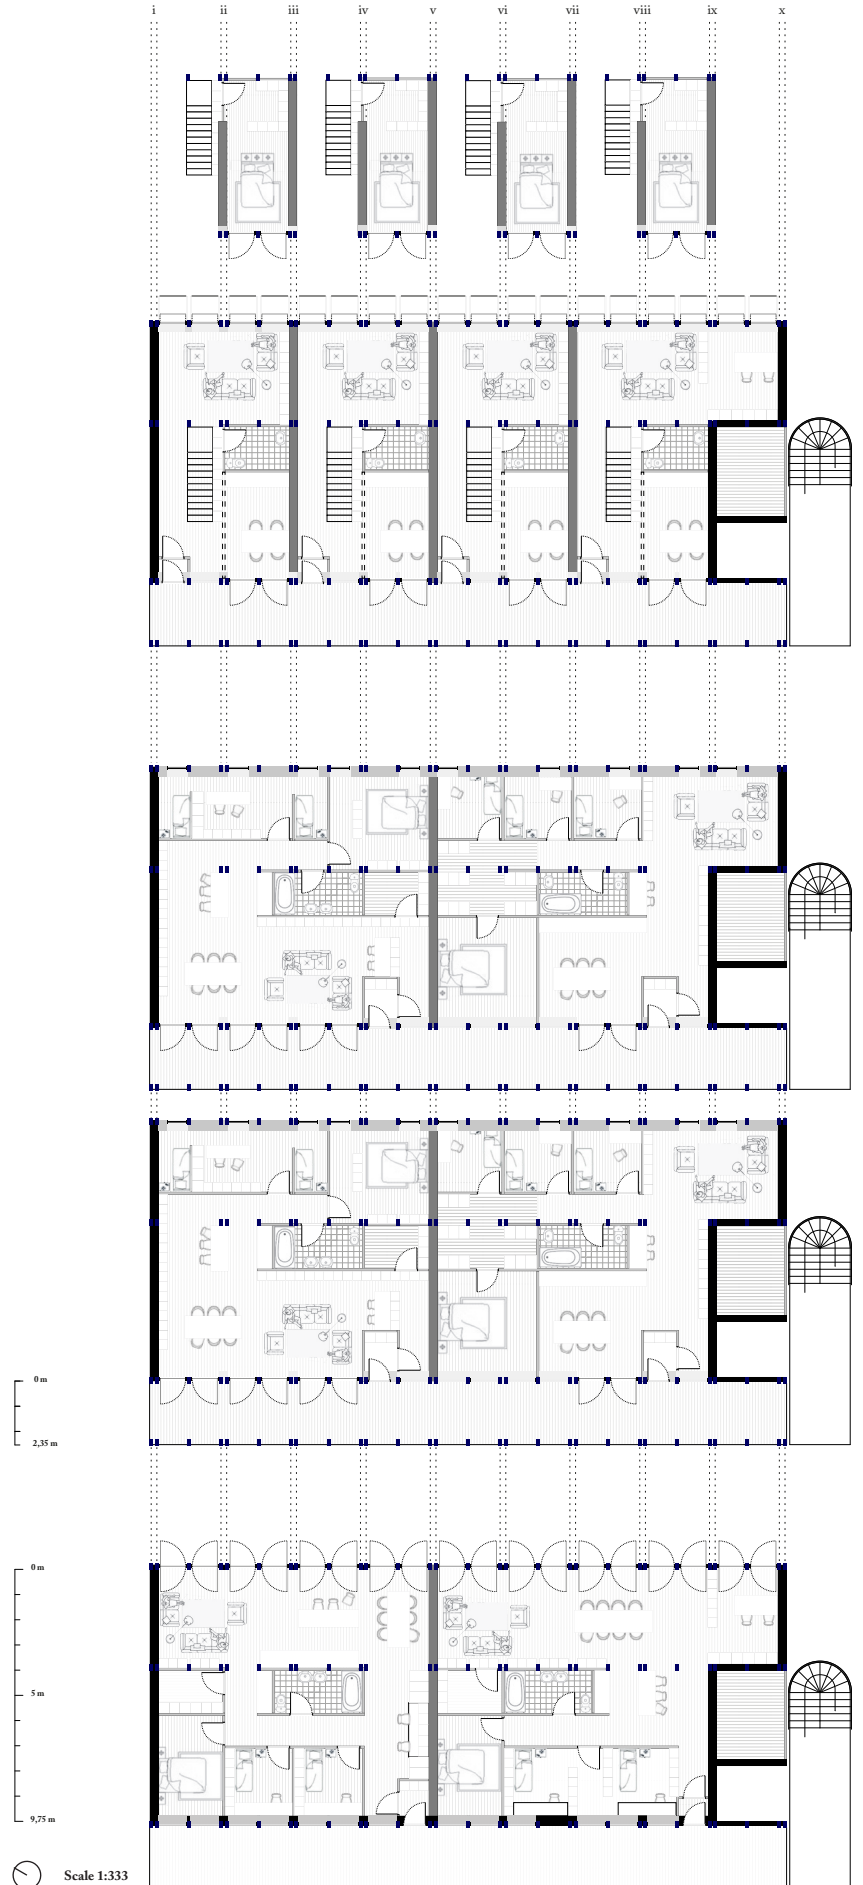 i ii iii iv v vi vii viii ix x
0 m
2,35 m
0 m
5 m
9,75 m
Scale 1:333